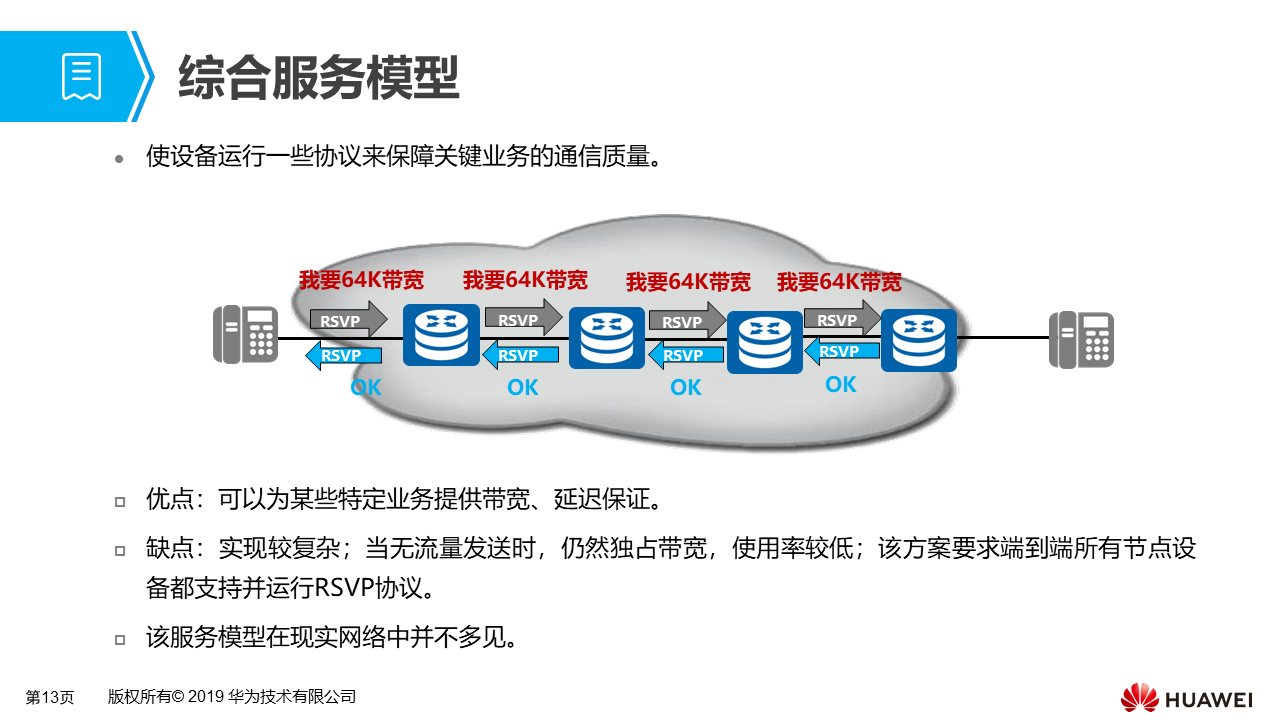 综合服务模型
使设备运行一些协议来保障关键业务的通信质量。
我要64K带宽 我要64K带宽 我要64K带宽 我要64K带宽
RSVP RSVP RSVP RSVP
RSVP RSVP RSVP RSVP
OK OK OK OK
优点：可以为某些特定业务提供带宽、延迟保证。
缺点：实现较复杂；当无流量发送时，仍然独占带宽，使用率较低；该方案要求端到端所有节点设
备都支持并运行RSVP协议。
该服务模型在现实网络中并不多见。
第13页 版权所有© 2019 华为技术有限公司
HUAWEI